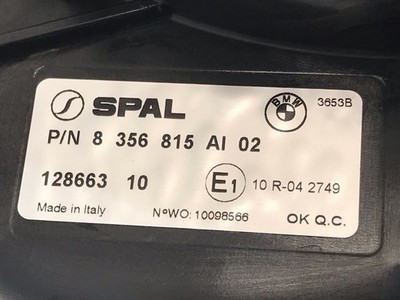 SPAL BMW 3653B
P/N 8 356 815 AI 02
128663 10 E1 10 R-04 2749
Made in Italy N°WO: 10098566 OK Q.C.